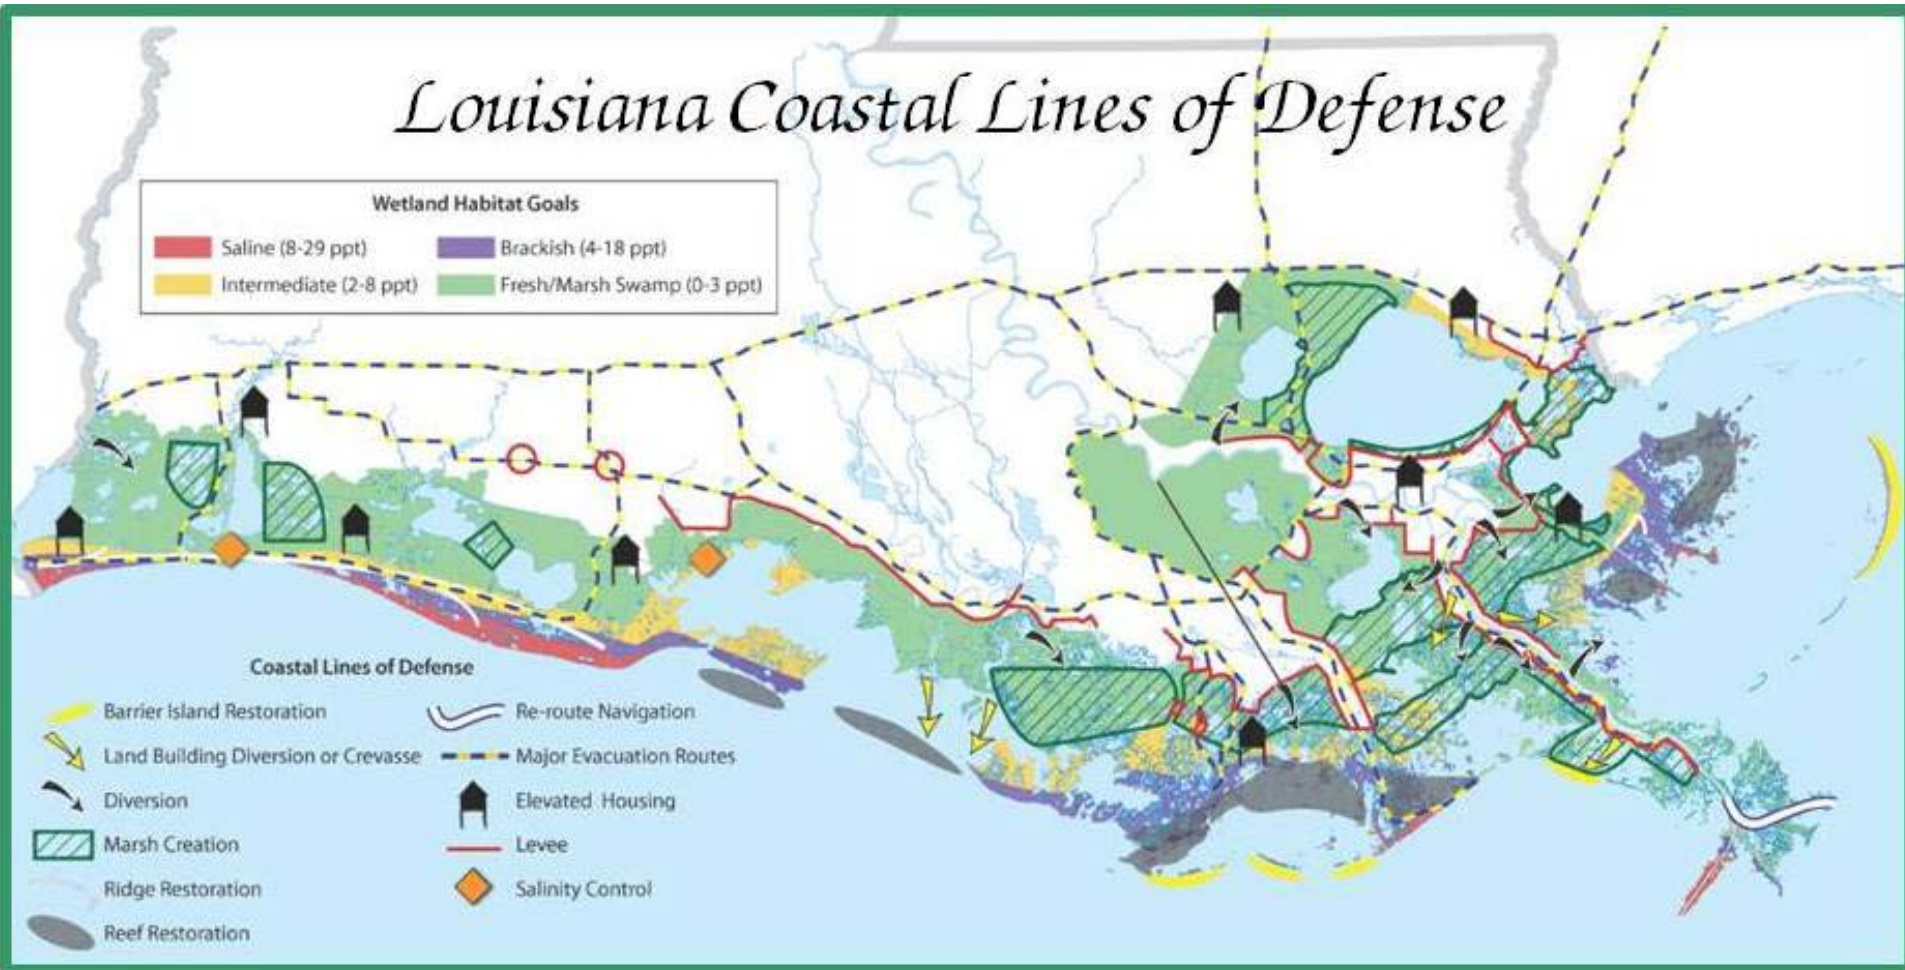 Louisiana Coastal Lines of Defense
Wetland Habitat Goals
Saline (8-29 ppt)
Brackish (4-18 ppt)
Intermediate (2-8 ppt)
Fresh/Marsh Swamp (0-3 ppt)
Coastal Lines of Defense
Barrier Island Restoration
Land Building Diversion or Crevasse
Diversion
Marsh Creation
Ridge Restoration
Reef Restoration
Re-route Navigation
Major Evacuation Routes
Elevated Housing
Levee
Salinity Control